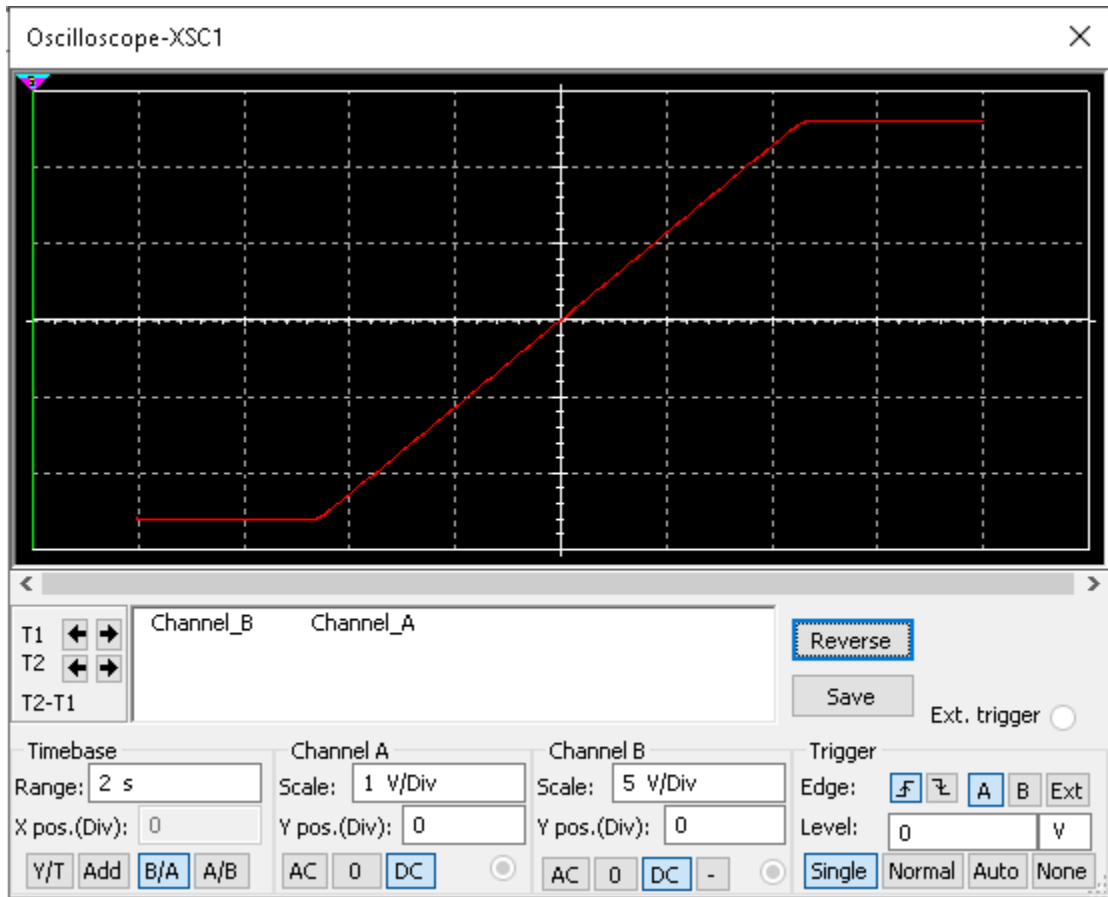 Oscilloscope-XSC1
T1
T2
T2-T1
Channel_B Channel_A
Reverse
Save
Ext. trigger
Timebase
Range: 2 s
X pos.(Div): 0
Y/T Add B/A A/B
Channel A
Scale: 1 V/Div
Y pos.(Div): 0
AC 0 DC
Channel B
Scale: 5 V/Div
Y pos.(Div): 0
AC 0 DC -
Trigger
Edge: A B Ext
Level: 0 V
Single Normal Auto None